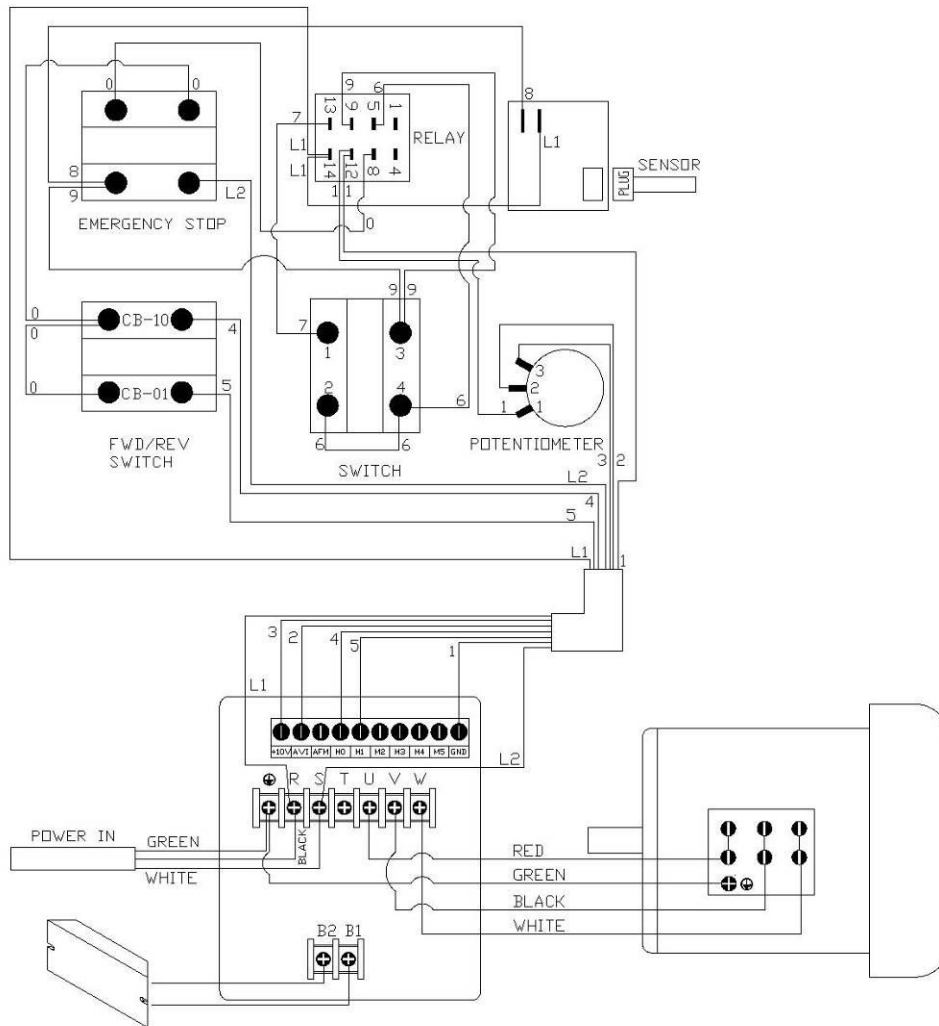 0 0
8
9
L2
EMERGENCY STOP
9 6
13 9 5 1
7
L1
L1
14 12 8 4
RELAY
1 1
0
8
L1
PLUG
SENSOR
0
CB-10
0
4
0
CB-01
5
FWD/REV
SWITCH
9 9
7
1 3
2 4
6
6 6
SWITCH
3
2
1 1
POTENTIOMETER
3 2
L2
4
5
L1
1
3 2 4 5 1
L1
+10V AVI AFM M0 M1 M2 M3 M4 M5 GND
L2
R S T U V W
POWER IN
GREEN
BLACK
WHITE
RED
GREEN
BLACK
WHITE
B2 B1